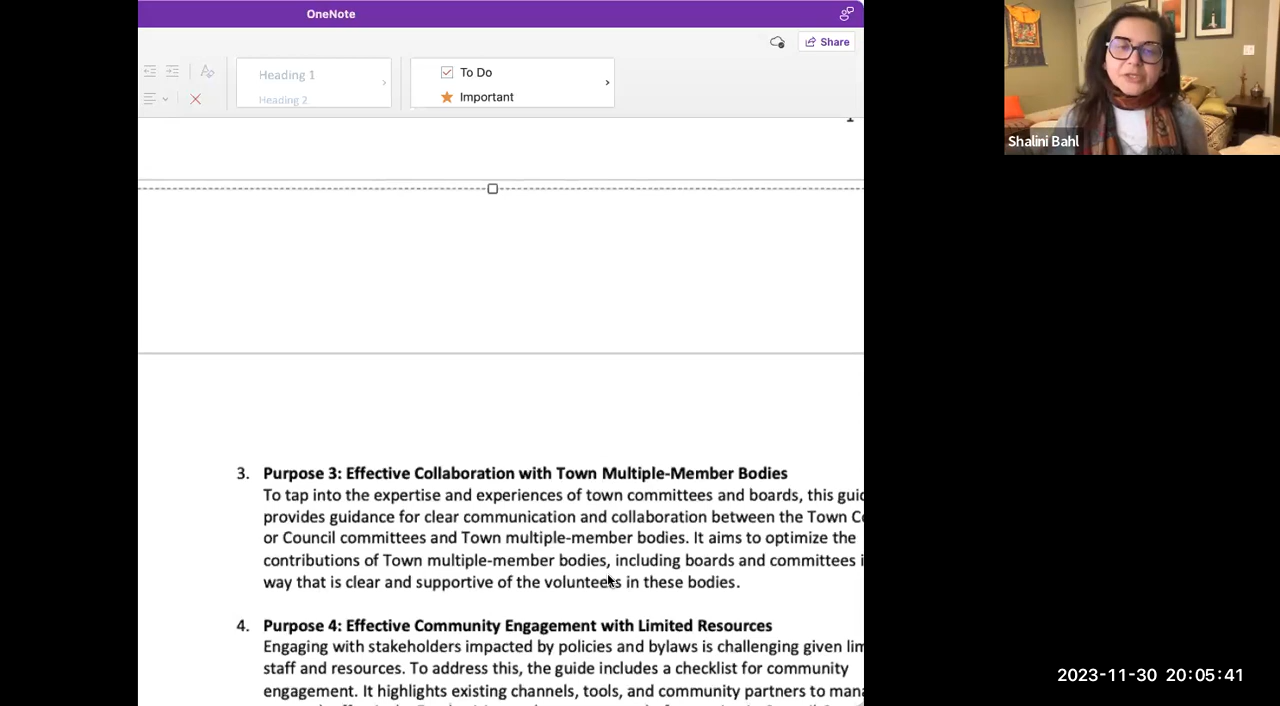 OneNote
Share
Heading 1
To Do
Heading 2
Important
Shalini Bahl
3. Purpose 3: Effective Collaboration with Town Multiple-Member Bodies
To tap into the expertise and experiences of town committees and boards, this
provides guidance for clear communication and collaboration between the Town
or Council committees and Town multiple-member bodies. It aims to optimize the
contributions of Town multiple-member bodies, including boards and committees
way that is clear and supportive of the volunteers in these bodies.
4. Purpose 4: Effective Community Engagement with Limited Resources
Engaging with stakeholders impacted by policies and bylaws is challenging given
staff and resources. To address this, the guide includes a checklist for community
engagement. It highlights existing channels, tools, and community partners to
2023-11-30 20:05:41